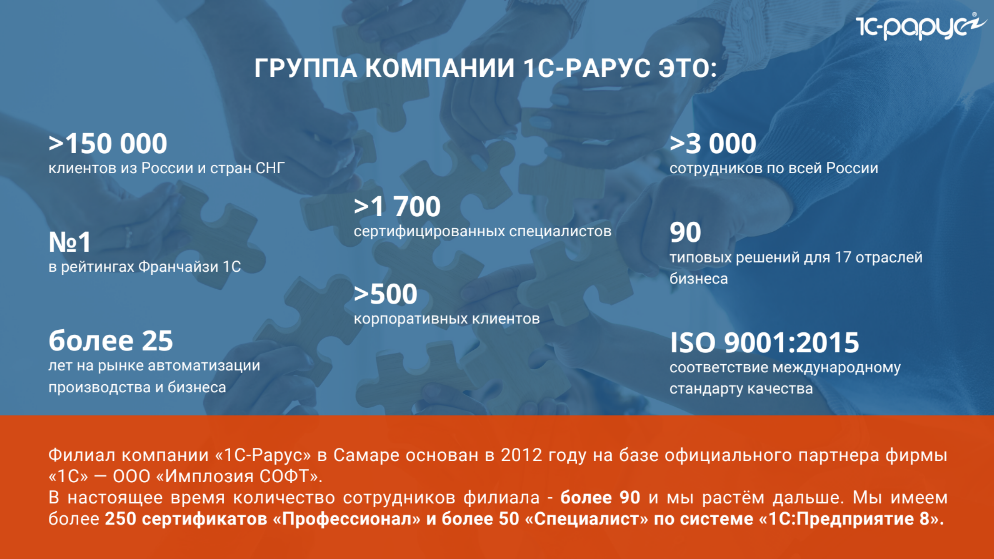 1С-рарус
ГРУППА КОМПАНИИ 1С-РАРУС ЭТО:
>150 000
клиентов из России и стран СНГ
№1
в рейтингах Франчайзи 1С
более 25
лет на рынке автоматизации
производства и бизнеса
>1 700
сертифицированных специалистов
>500
корпоративных клиентов
>3 000
сотрудников по всей России
90
типовых решений для 17 отраслей
бизнеса
ISO 9001:2015
соответствие международному
стандарту качества
Филиал компании «1С-Рарус» в Самаре основан в 2012 году на базе официального партнера фирмы
«1С» — ООО «Имплозия СОФТ».
В настоящее время количество сотрудников филиала - более 90 и мы растём дальше. Мы имеем
более 250 сертификатов «Профессионал» и более 50 «Специалист» по системе «1С:Предприятие 8».